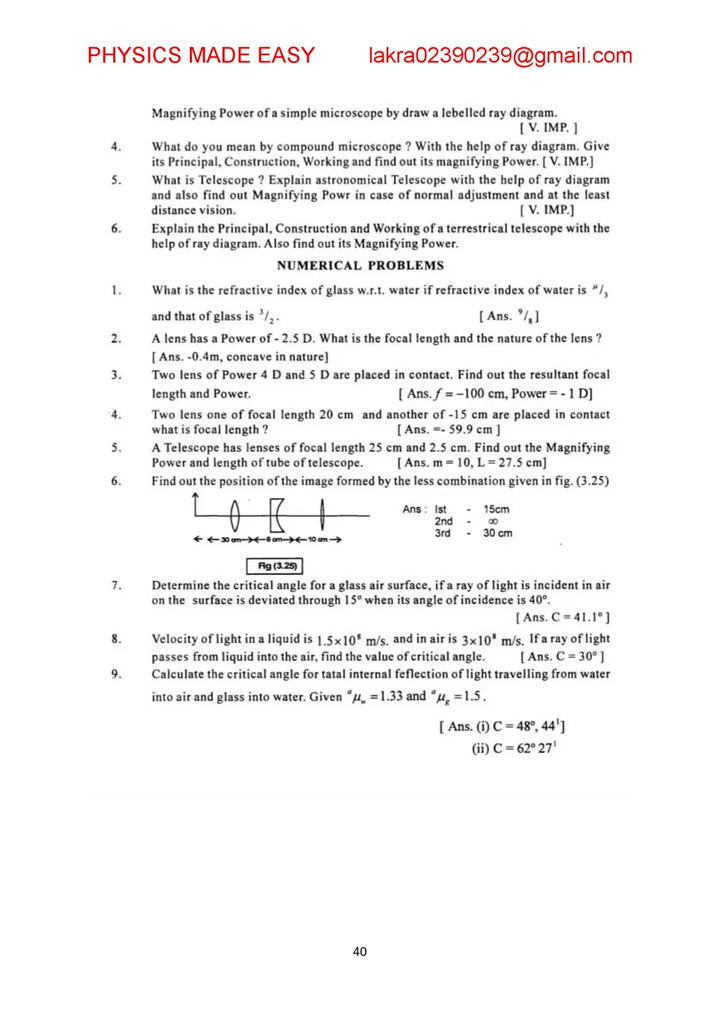 PHYSICS MADE EASY lakra02390239@gmail.com
Magnifying Power of a simple microscope by draw a lebelled ray diagram.
[ V. IMP. ]
4. What do you mean by compound microscope ? With the help of ray diagram. Give
its Principal, Construction, Working and find out its magnifying Power. [ V. IMP.]
5. What is Telescope ? Explain astronomical Telescope with the help of ray diagram
and also find out Magnifying Powr in case of normal adjustment and at the least
distance vision. [ V. IMP.]
6. Explain the Principal, Construction and Working of a terrestrical telescope with the
help of ray diagram. Also find out its Magnifying Power.
NUMERICAL PROBLEMS
1. What is the refractive index of glass w.r.t. water if refractive index of water is μ/3
and that of glass is 3/2. [ Ans. 9/8 ]
2. A lens has a Power of - 2.5 D. What is the focal length and the nature of the lens ?
[ Ans. -0.4m, concave in nature]
3. Two lens of Power 4 D and 5 D are placed in contact. Find out the resultant focal
length and Power. [ Ans. f = –100 cm, Power = - 1 D]
4. Two lens one of focal length 20 cm and another of -15 cm are placed in contact
what is focal length ? [ Ans. =- 59.9 cm ]
5. A Telescope has lenses of focal length 25 cm and 2.5 cm. Find out the Magnifying
Power and length of tube of telescope. [ Ans. m = 10, L = 27.5 cm]
6. Find out the position of the image formed by the less combination given in fig. (3.25)
Ans : Ist - 15cm
2nd - ∞
3rd - 30 cm
30 cm 5 cm 10 cm
Fig (3.25)
7. Determine the critical angle for a glass air surface, if a ray of light is incident in air
on the surface is deviated through 15° when its angle of incidence is 40°.
[ Ans. C = 41.1° ]
8. Velocity of light in a liquid is 1.5×10⁸ m/s. and in air is 3×10⁸ m/s. If a ray of light
passes from liquid into the air, find the value of critical angle. [ Ans. C = 30° ]
9. Calculate the critical angle for tatal internal feflection of light travelling from water
into air and glass into water. Given ᵃμw = 1.33 and ᵃμg = 1.5 .
[ Ans. (i) C = 48°, 44¹]
(ii) C = 62° 27¹
40